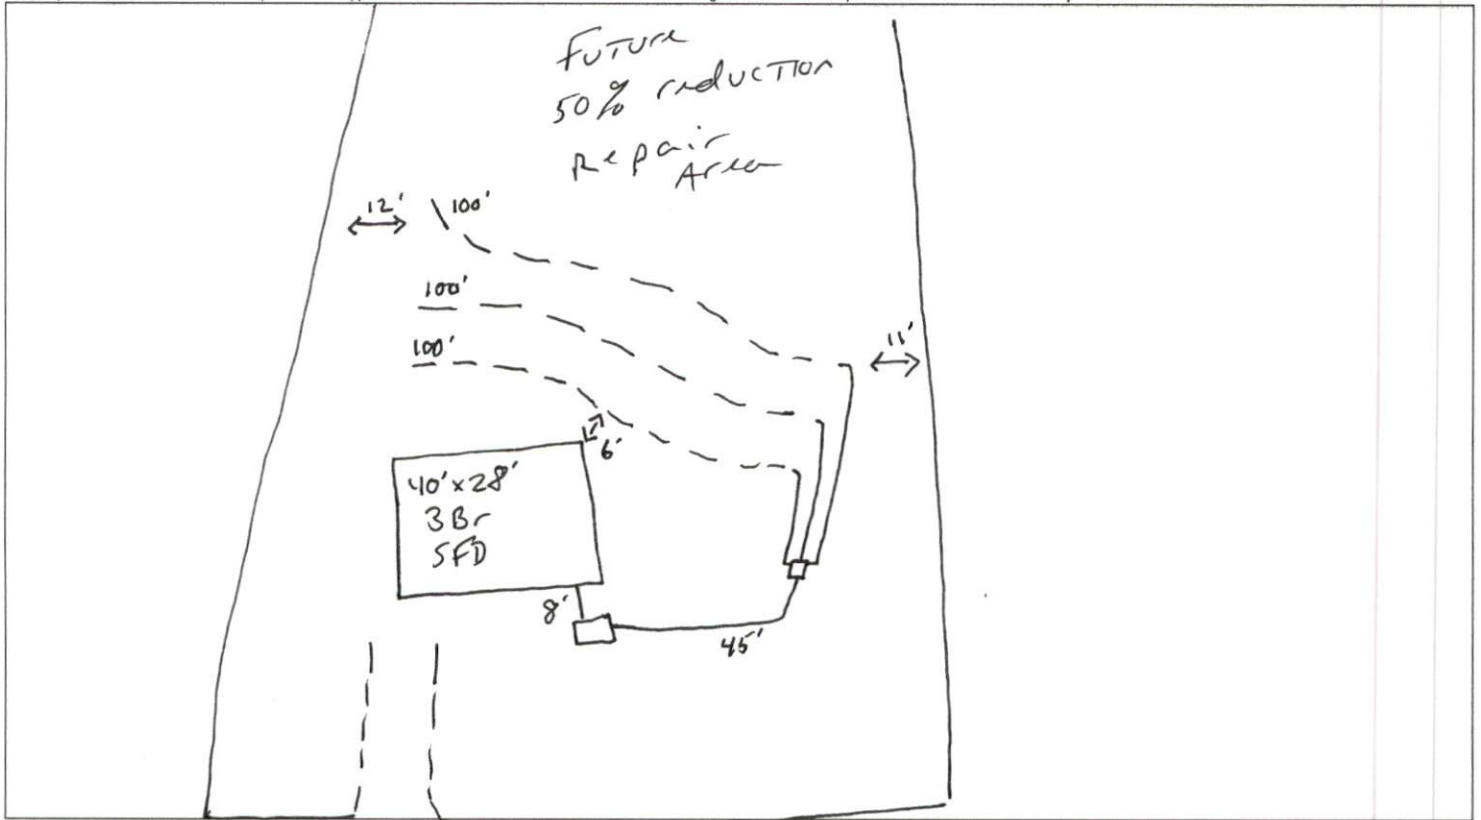 Future
50% reduction
Repair
Area
12'
100'
100'
100'
11'
6'
40'x28'
3Br
SFD
8'
45'